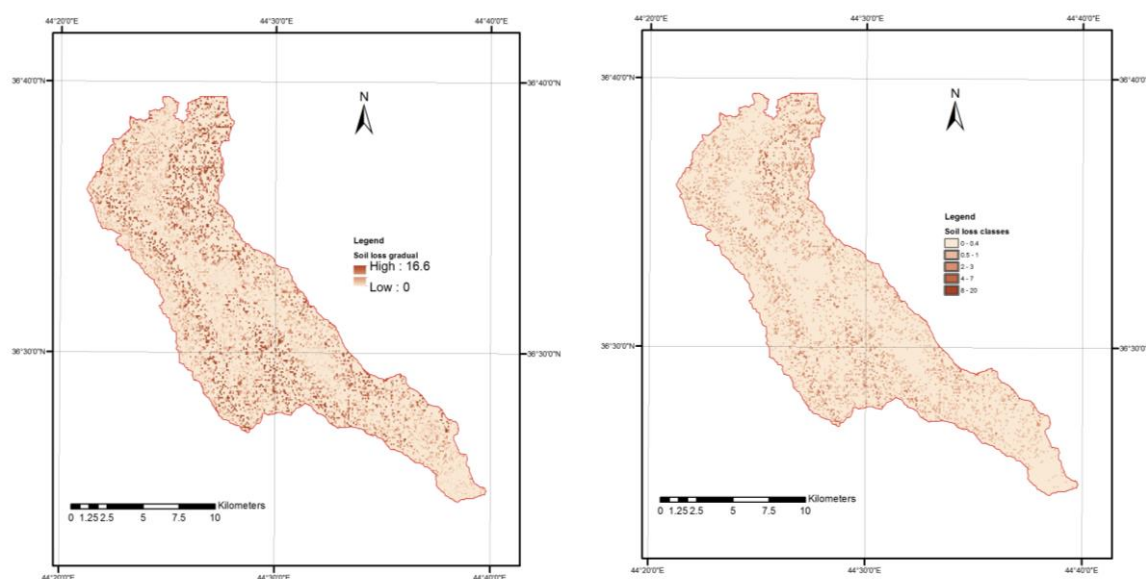 44°20'0"E 44°30'0"E 44°40'0"E
36°40'0"N 36°40'0"N
N
Legend
Soil loss gradual
High : 16.6
Low : 0
36°30'0"N 36°30'0"N
Kilometers
0 1.25 2.5 5 7.5 10
44°20'0"E 44°30'0"E 44°40'0"E
44°20'0"E 44°30'0"E 44°40'0"E
36°40'0"N 36°40'0"N
N
Legend
Soil loss classes
0 - 0.4
0.5 - 1
2 - 3
4 - 7
8 - 20
36°30'0"N 36°30'0"N
Kilometers
0 1.25 2.5 5 7.5 10
44°20'0"E 44°30'0"E 44°40'0"E